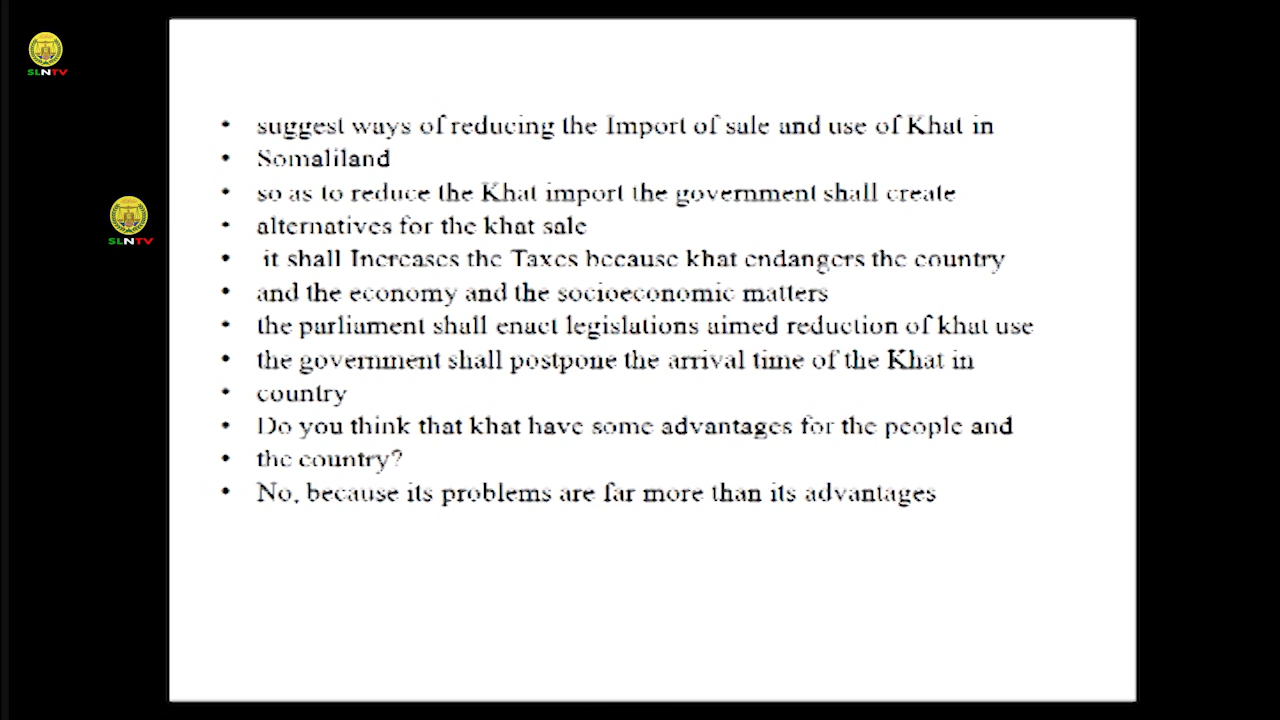 SLNTV
• suggest ways of reducing the Import of sale and use of Khat in
• Somaliland
• so as to reduce the Khat import the government shall create
• alternatives for the khat sale
• it shall Increases the Taxes because khat endangers the country
• and the economy and the socioeconomic matters
• the parliament shall enact legislations aimed reduction of khat use
• the government shall postpone the arrival time of the Khat in
• country
• Do you think that khat have some advantages for the people and
• the country?
• No, because its problems are far more than its advantages
SLNTV